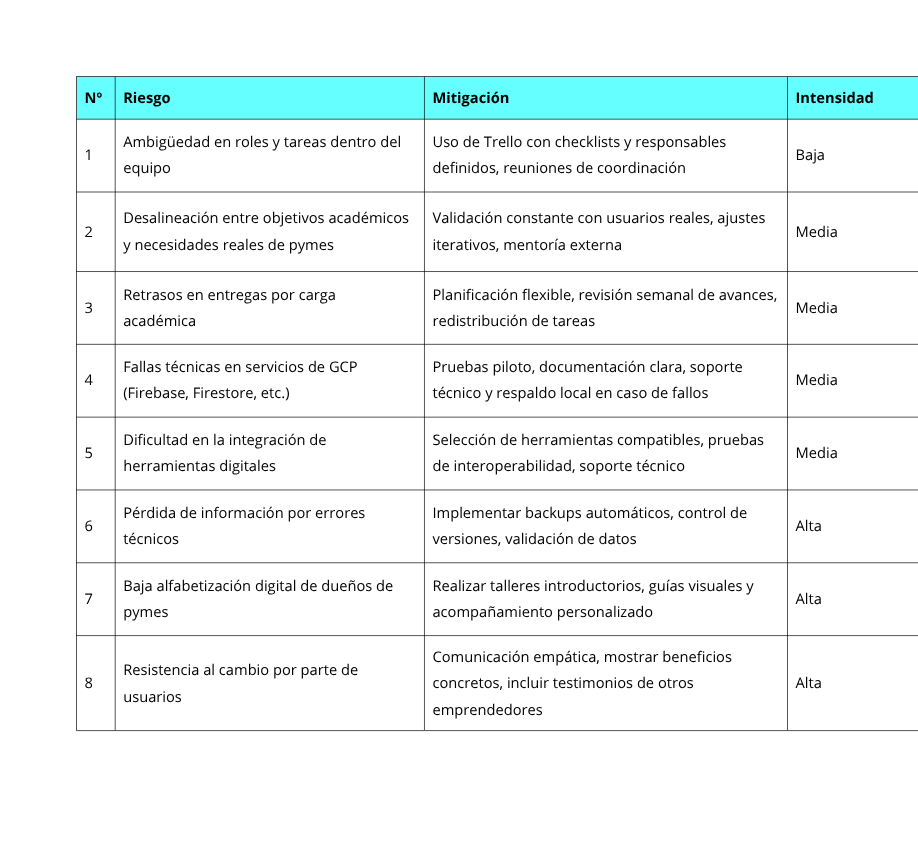 Nº Riesgo Mitigación Intensidad
1 Ambigüedad en roles y tareas dentro del
equipo
Uso de Trello con checklists y responsables
definidos, reuniones de coordinación
Baja
2 Desalineación entre objetivos académicos
y necesidades reales de pymes
Validación constante con usuarios reales, ajustes
iterativos, mentoría externa
Media
3 Retrasos en entregas por carga
académica
Planificación flexible, revisión semanal de avances,
redistribución de tareas
Media
4 Fallas técnicas en servicios de GCP
(Firebase, Firestore, etc.)
Pruebas piloto, documentación clara, soporte
técnico y respaldo local en caso de fallos
Media
5 Dificultad en la integración de
herramientas digitales
Selección de herramientas compatibles, pruebas
de interoperabilidad, soporte técnico
Media
6 Pérdida de información por errores
técnicos
Implementar backups automáticos, control de
versiones, validación de datos
Alta
7 Baja alfabetización digital de dueños de
pymes
Realizar talleres introductorios, guías visuales y
acompañamiento personalizado
Alta
8 Resistencia al cambio por parte de
usuarios
Comunicación empática, mostrar beneficios
concretos, incluir testimonios de otros
emprendedores
Alta